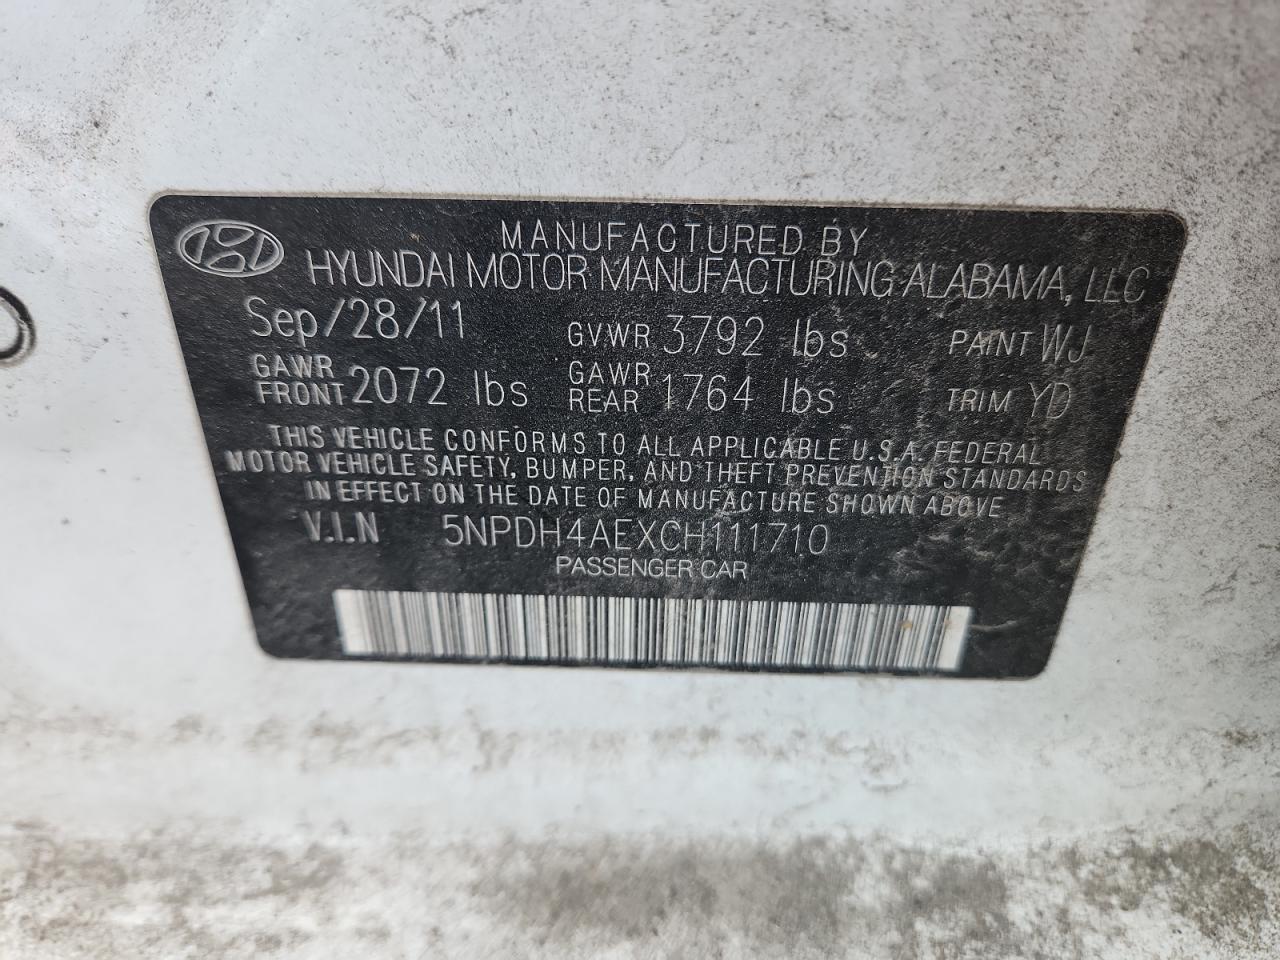 MANUFACTURED BY
HYUNDAI MOTOR MANUFACTURING ALABAMA, LLC
Sep/28/11 GVWR 3792 lbs PAINT WJ
GAWR FRONT 2072 lbs GAWR REAR 1764 lbs TRIM YD
THIS VEHICLE CONFORMS TO ALL APPLICABLE U.S.A. FEDERAL
MOTOR VEHICLE SAFETY, BUMPER, AND THEFT PREVENTION STANDARDS
IN EFFECT ON THE DATE OF MANUFACTURE SHOWN ABOVE
V.I.N 5NPDH4AEXCH111710
PASSENGER CAR